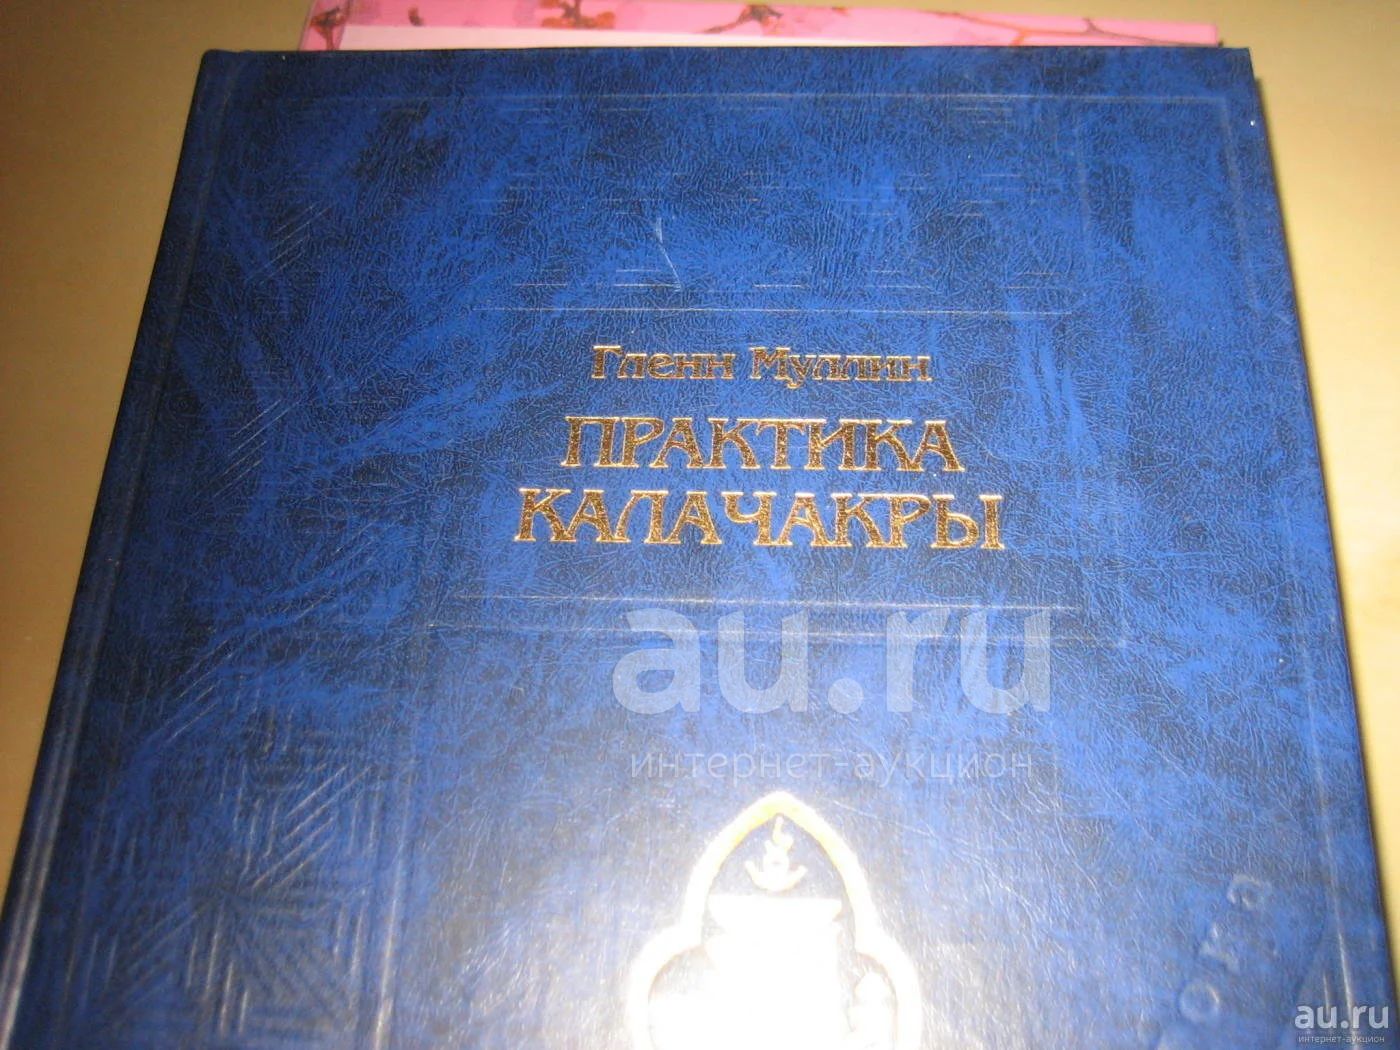 Гленн Муллин
ПРАКТИКА
КАЛАЧАКРЫ
au.ru
интернет-аукцион
au.ru
интернет-аукцион